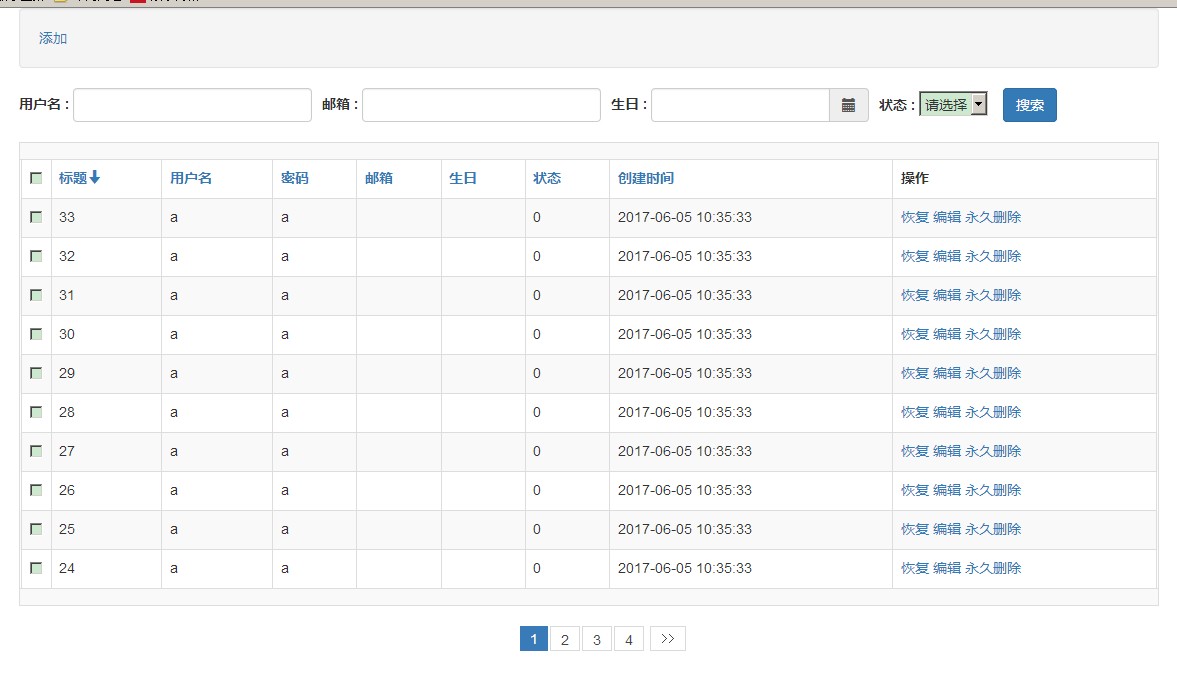 添加
用户名 : 邮箱 : 生日 : 状态 : 请选择 搜索
标题 用户名 密码 邮箱 生日 状态 创建时间 操作
33 a a 0 2017-06-05 10:35:33 恢复 编辑 永久删除
32 a a 0 2017-06-05 10:35:33 恢复 编辑 永久删除
31 a a 0 2017-06-05 10:35:33 恢复 编辑 永久删除
30 a a 0 2017-06-05 10:35:33 恢复 编辑 永久删除
29 a a 0 2017-06-05 10:35:33 恢复 编辑 永久删除
28 a a 0 2017-06-05 10:35:33 恢复 编辑 永久删除
27 a a 0 2017-06-05 10:35:33 恢复 编辑 永久删除
26 a a 0 2017-06-05 10:35:33 恢复 编辑 永久删除
25 a a 0 2017-06-05 10:35:33 恢复 编辑 永久删除
24 a a 0 2017-06-05 10:35:33 恢复 编辑 永久删除
1 2 3 4 >>